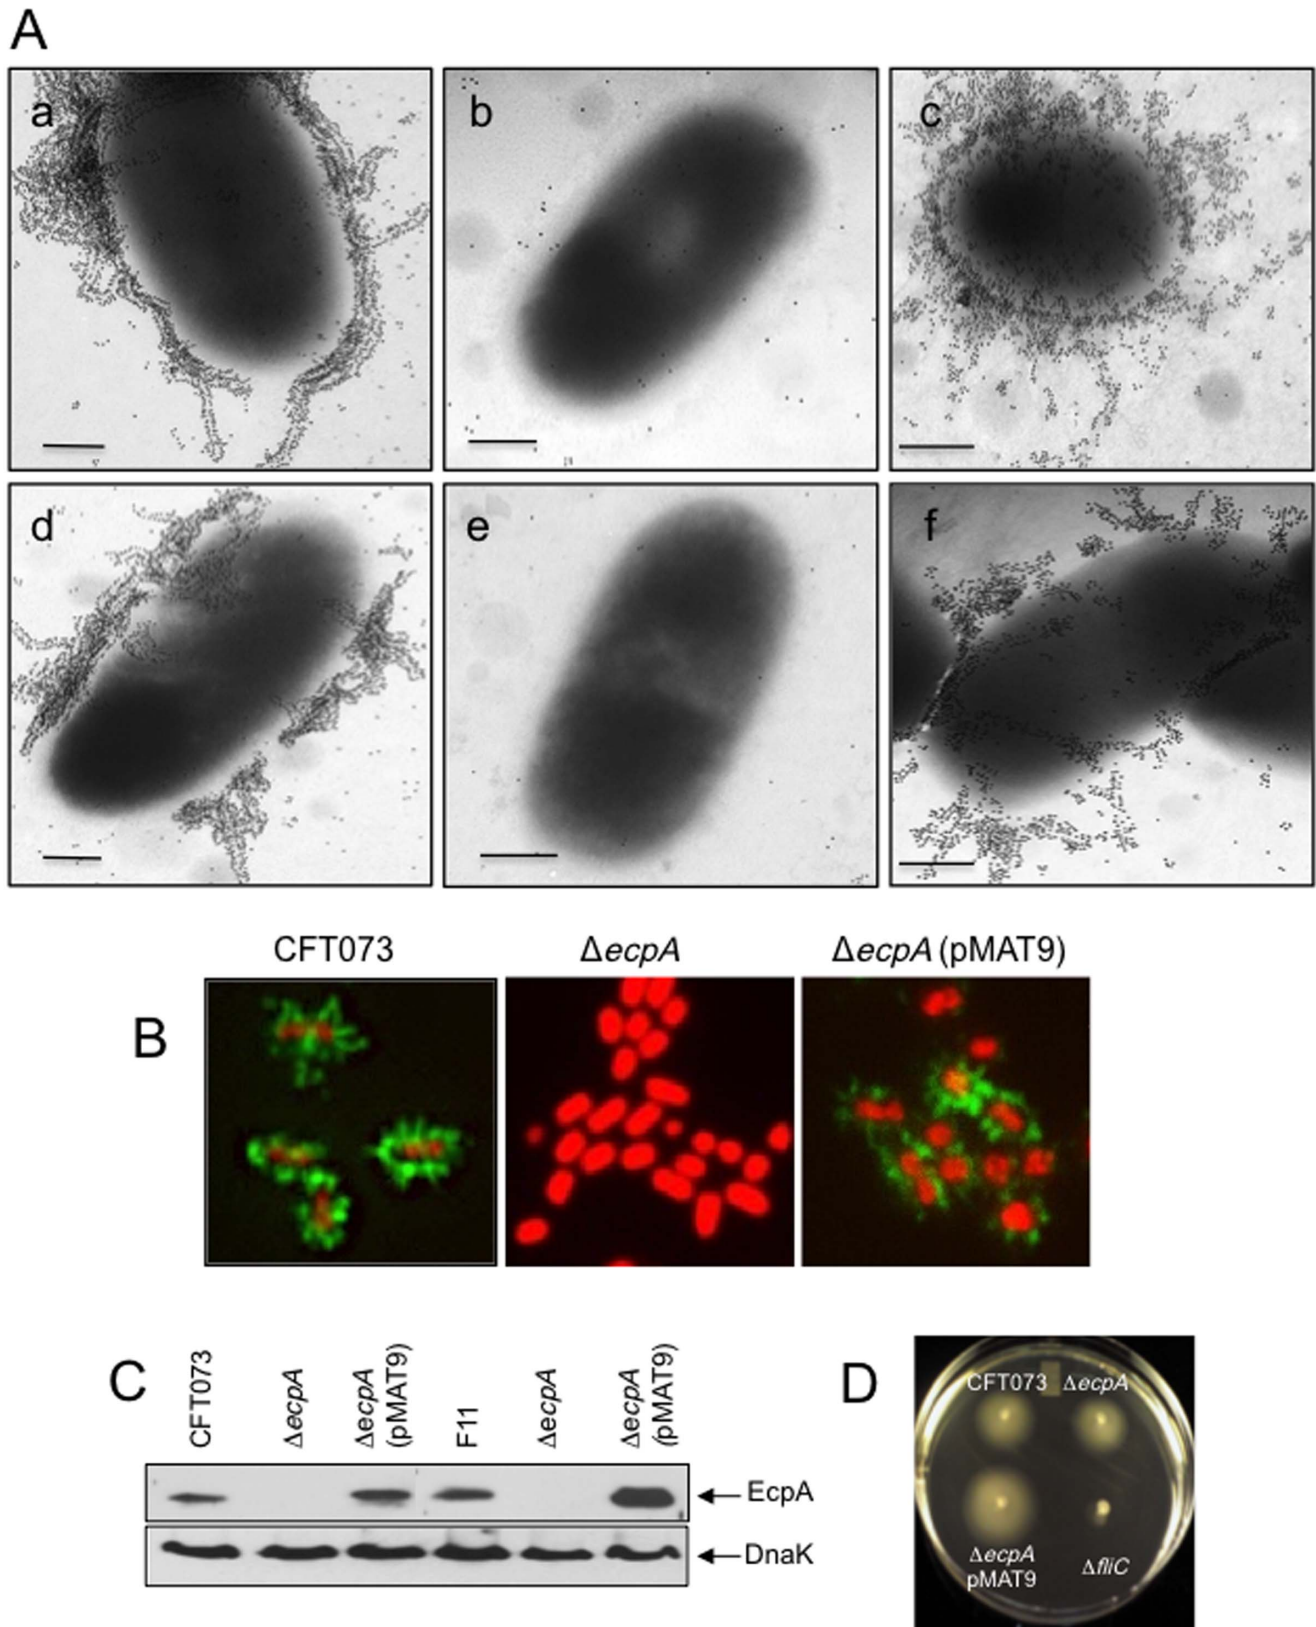 A
a
b
c
d
e
f
CFT073
ΔecpA
ΔecpA (pMAT9)
B
C
CFT073
ΔecpA
ΔecpA
(pMAT9)
F11
ΔecpA
ΔecpA
(pMAT9)
EcpA
DnaK
D
CFT073
ΔecpA
ΔecpA
pMAT9
ΔfliC